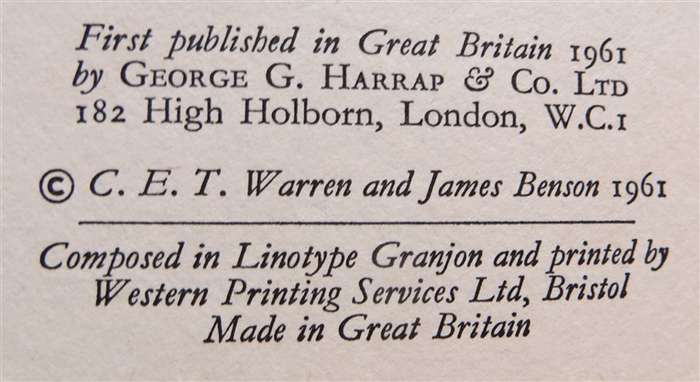 First published in Great Britain 1961
by GEORGE G. HARRAP & CO. LTD
182 High Holborn, London, W.C.1
© C. E. T. Warren and James Benson 1961
Composed in Linotype Granjon and printed by
Western Printing Services Ltd, Bristol
Made in Great Britain